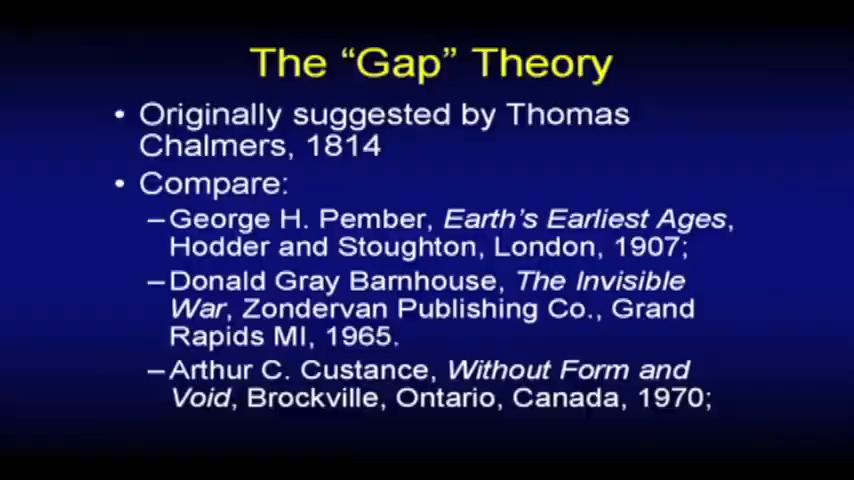 The “Gap” Theory
• Originally suggested by Thomas
Chalmers, 1814
• Compare:
–George H. Pember, Earth’s Earliest Ages,
Hodder and Stoughton, London, 1907;
–Donald Gray Barnhouse, The Invisible
War, Zondervan Publishing Co., Grand
Rapids MI, 1965.
–Arthur C. Custance, Without Form and
Void, Brockville, Ontario, Canada, 1970;